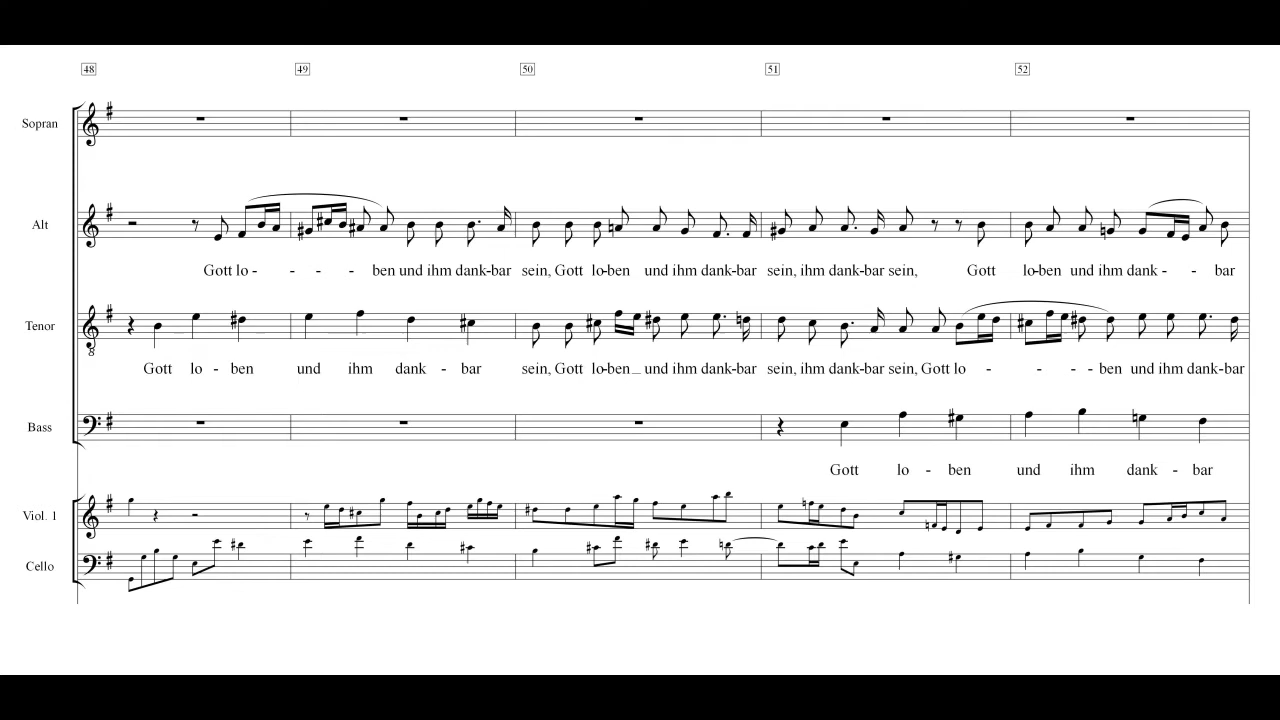 48 49 50 51 52
Sopran
Alt
Gott lo - - - - ben und ihm dank-bar sein, Gott lo-ben und ihm dank-bar sein, ihm dank-bar sein, Gott lo-ben und ihm dank - - bar
Tenor
8
Gott lo - ben und ihm dank - bar sein, Gott lo-ben _ und ihm dank-bar sein, ihm dank-bar sein, Gott lo - - - - ben und ihm dank-bar
Bass
Gott lo - ben und ihm dank - bar
Viol. 1
Cello